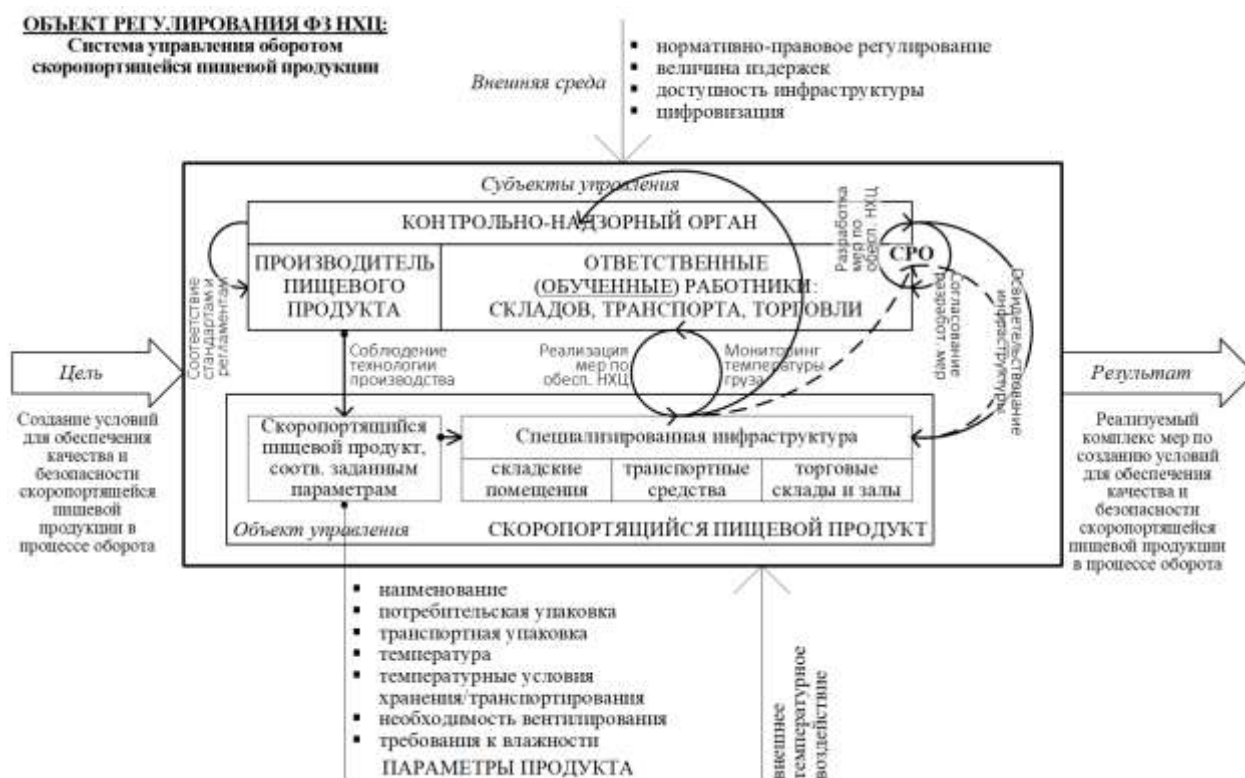 ОБЪЕКТ РЕГУЛИРОВАНИЯ ФЗ НХЦ:
Система управления оборотом
скоропортящейся пищевой продукции
Внешняя среда
▪ нормативно-правовое регулирование
▪ величина издержек
▪ доступность инфраструктуры
▪ цифровизация
Субъекты управления
КОНТРОЛЬНО-НАДЗОРНЫЙ ОРГАН
ПРОИЗВОДИТЕЛЬ
ПИЩЕВОГО
ПРОДУКТА
ОТВЕТСТВЕННЫЕ
(ОБУЧЕННЫЕ) РАБОТНИКИ:
СКЛАДОВ, ТРАНСПОРТА, ТОРГОВЛИ
Разработка
мер по
обесп. НХЦ
СРО
Согласование
разработ. мер
Освидетельствование
инфраструктуры
Соответствие
стандартам и
регламентам
Соблюдение
технологии
производства
Реализация
мер по
обесп. НХЦ
Мониторинг
температуры
груза
Цель
Создание условий
для обеспечения
качества и
безопасности
скоропортящейся
пищевой
продукции в
процессе оборота
Результат
Реализуемый
комплекс мер по
созданию условий
для обеспечения
качества и
безопасности
скоропортящейся
пищевой продукции
в процессе оборота
Скоропортящийся
пищевой продукт,
соотв. заданным
параметрам
Специализированная инфраструктура
складские
помещения
транспортные
средства
торговые
склады и залы
Объект управления
СКОРОПОРТЯЩИЙСЯ ПИЩЕВОЙ ПРОДУКТ
▪ наименование
▪ потребительская упаковка
▪ транспортная упаковка
▪ температура
▪ температурные условия
хранения/транспортирования
▪ необходимость вентилирования
▪ требования к влажности
ПАРАМЕТРЫ ПРОДУКТА
внешнее
температурное
воздействие